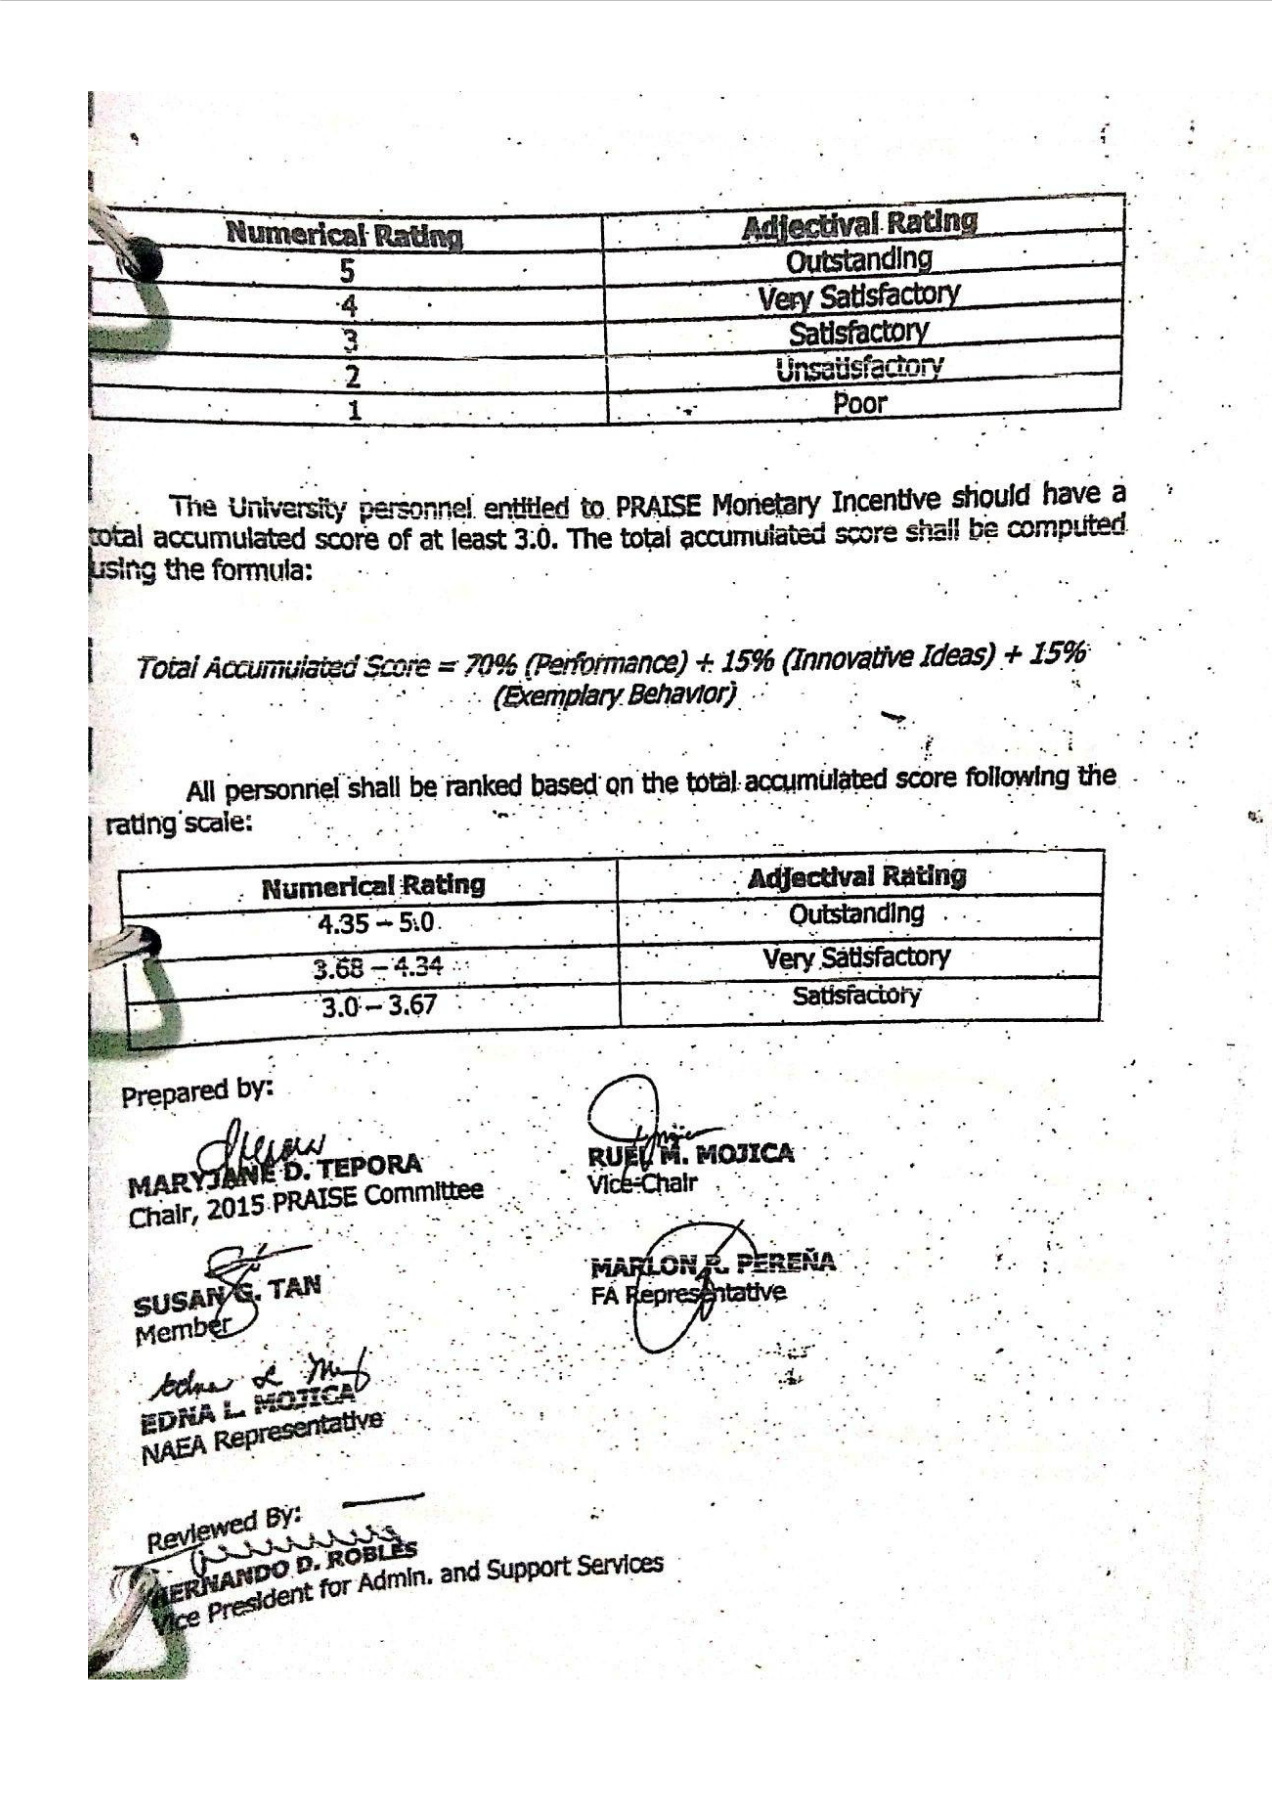 Numerical Rating Adjectival Rating
5 Outstanding
4 Very Satisfactory
3 Satisfactory
2 Unsatisfactory
1 Poor
The University personnel entitled to PRAISE Monetary Incentive should have a
total accumulated score of at least 3.0. The total accumulated score shall be computed
using the formula:
Total Accumulated Score = 70% (Performance) + 15% (Innovative Ideas) + 15%
(Exemplary Behavior)
All personnel shall be ranked based on the total accumulated score following the
rating scale:
Numerical Rating Adjectival Rating
4.35 – 5.0 Outstanding
3.68 – 4.34 Very Satisfactory
3.0 – 3.67 Satisfactory
Prepared by:
MARYJANE D. TEPORA RUEL M. MOJICA
Chair, 2015 PRAISE Committee Vice-Chair
SUSAN G. TAN MARLON R. PEREÑA
Member FA Representative
EDNA L. MOJICA
NAEA Representative
Reviewed By:
HERNANDO D. ROBLES
Vice President for Admin. and Support Services